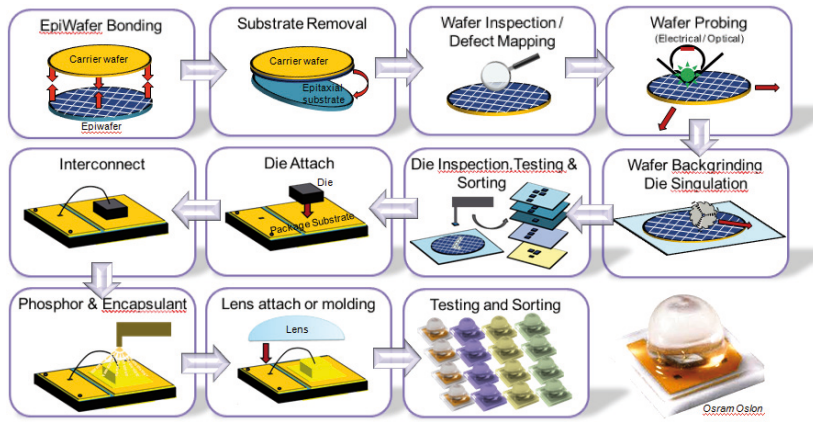 EpiWafer Bonding
Carrier wafer
Epiwafer
Substrate Removal
Carrier wafer
Epitaxial
substrate
Wafer Inspection /
Defect Mapping
Wafer Probing
(Electrical / Optical)
Interconnect
Die Attach
Die
Package Substrate
Die Inspection,Testing &
Sorting
Wafer Backgrinding
Die Singulation
Phosphor & Encapsulant
Lens attach or molding
Lens
Testing and Sorting
Osram Oslon